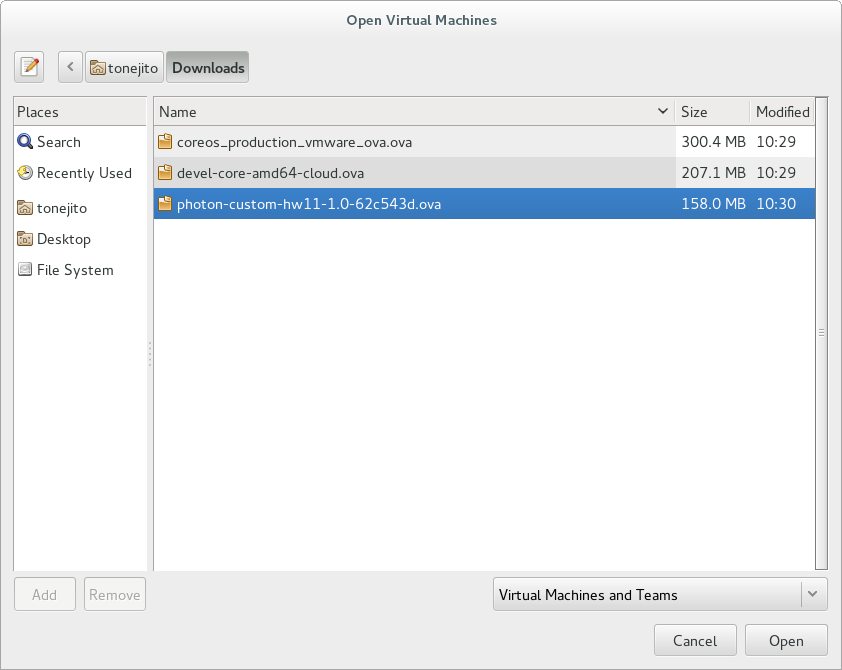 Open Virtual Machines
tonejito Downloads
Places
Search
Recently Used
tonejito
Desktop
File System
Name Size Modified
coreos_production_vmware_ova.ova 300.4 MB 10:29
devel-core-amd64-cloud.ova 207.1 MB 10:29
photon-custom-hw11-1.0-62c543d.ova 158.0 MB 10:30
Add Remove
Virtual Machines and Teams
Cancel Open